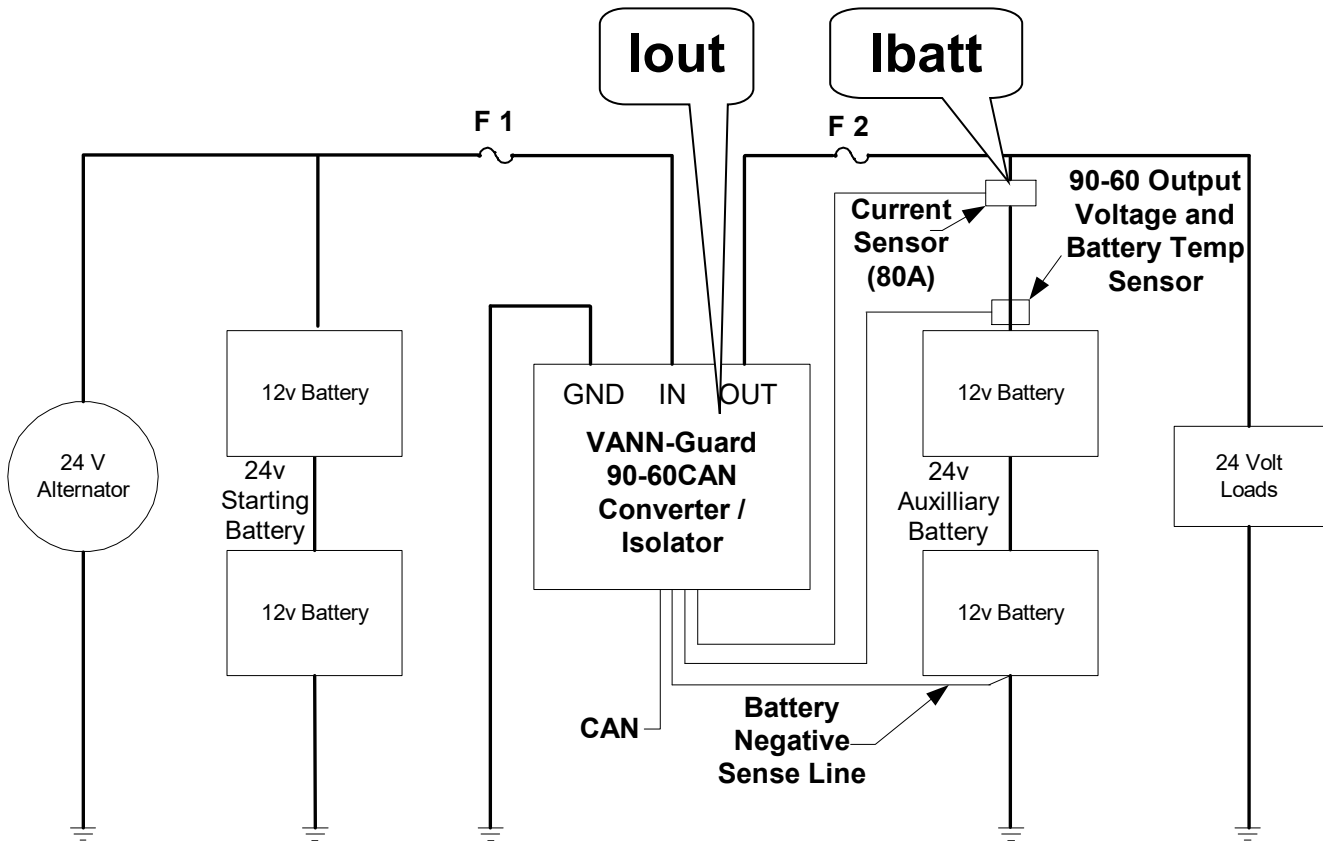 Iout
Ibatt
F 1
F 2
90-60 Output
Voltage and
Battery Temp
Sensor
Current
Sensor
(80A)
GND IN OUT
VANN-Guard
90-60CAN
Converter /
Isolator
24 V
Alternator
12v Battery
24v
Starting
Battery
12v Battery
12v Battery
24v
Auxilliary
Battery
12v Battery
24 Volt
Loads
CAN
Battery
Negative
Sense Line